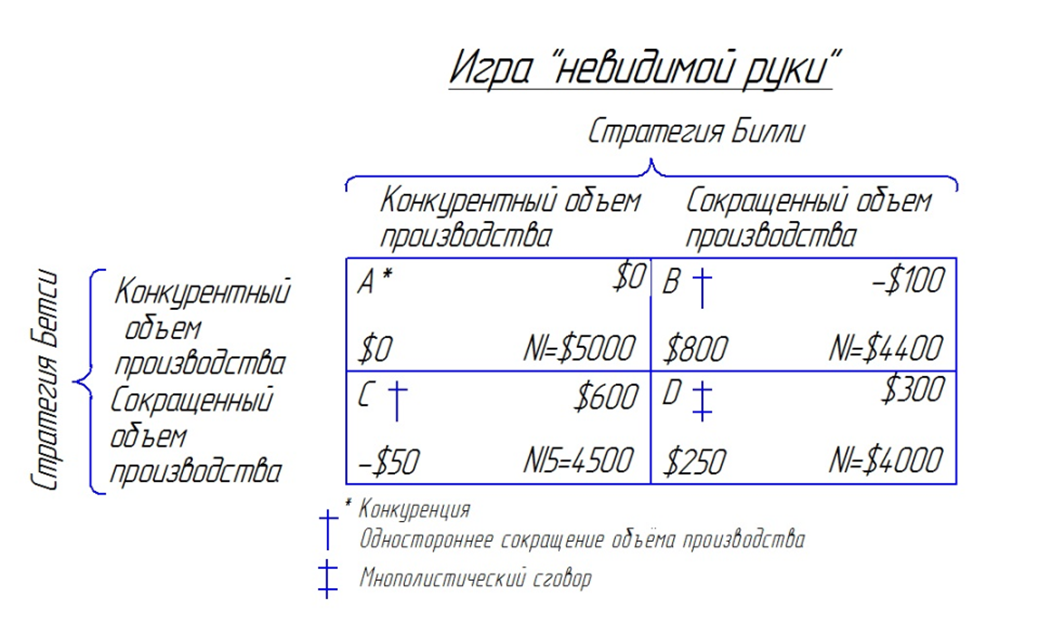 Игра "невидимой руки"
Стратегия Билли
Конкурентный объем
производства
Сокращенный объем
производства
Стратегия Бетси
Конкурентный
объем
производства
Сокращенный
объем
производства
A* $0
$0 NI=$5000
B † -$100
$800 NI=$4400
C † $600
-$50 NI5=4500
D ‡ $300
$250 NI=$4000
* Конкуренция
† Одностороннее сокращение объёма производства
‡ Мнополистический сговор